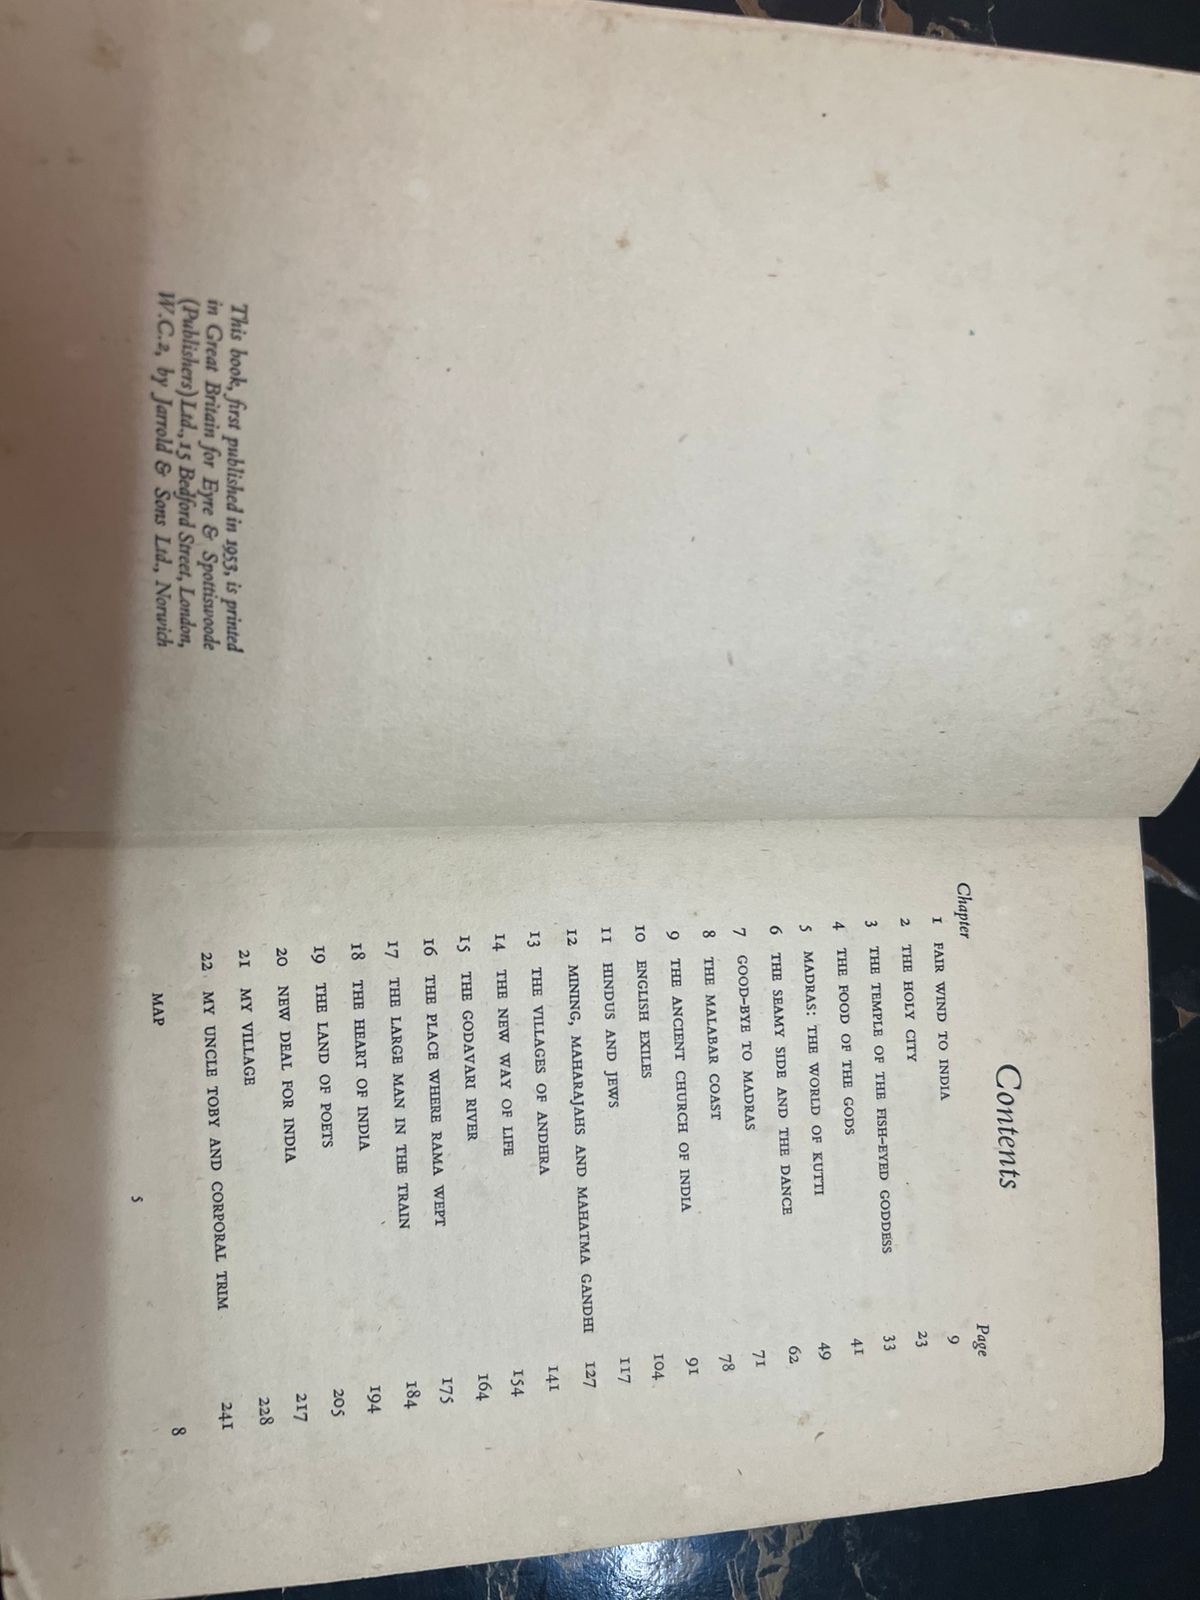 This book, first published in 1953, is printed
in Great Britain for Eyre & Spottiswoode
(Publishers) Ltd., 15 Bedford Street, London,
W.C.2, by Jarrold & Sons Ltd., Norwich
Contents
Chapter Page
1 FAIR WIND TO INDIA 9
2 THE HOLY CITY 23
3 THE TEMPLE OF THE FISH-EYED GODDESS 33
4 THE FOOD OF THE GODS 41
5 MADRAS: THE WORLD OF KUTTI 49
6 THE SEAMY SIDE AND THE DANCE 62
7 GOOD-BYE TO MADRAS 71
8 THE MALABAR COAST 78
9 THE ANCIENT CHURCH OF INDIA 91
10 ENGLISH EXILES 104
11 HINDUS AND JEWS 117
12 MINING, MAHARAJAHS AND MAHATMA GANDHI 127
13 THE VILLAGES OF ANDHRA 141
14 THE NEW WAY OF LIFE 154
15 THE GODAVARI RIVER 164
16 THE PLACE WHERE RAMA WEPT 175
17 THE LARGE MAN IN THE TRAIN 184
18 THE HEART OF INDIA 194
19 THE LAND OF POETS 205
20 NEW DEAL FOR INDIA 217
21 MY VILLAGE 228
22 MY UNCLE TOBY AND CORPORAL TRIM 241
MAP 8
5